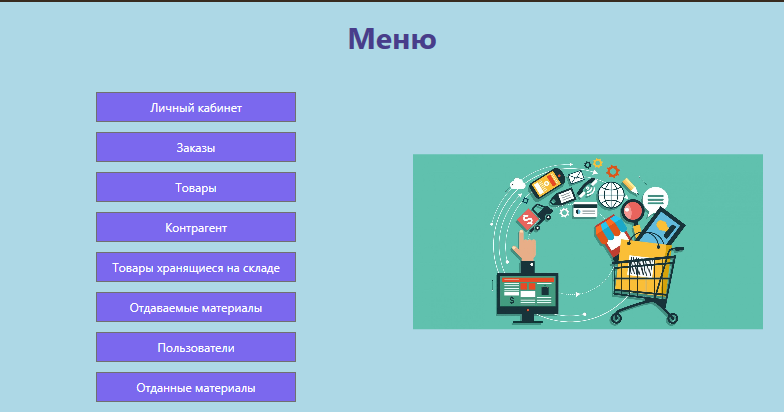 Меню
Личный кабинет
Заказы
Товары
Контрагент
Товары хранящиеся на складе
Отдаваемые материалы
Пользователи
Отданные материалы
$
$